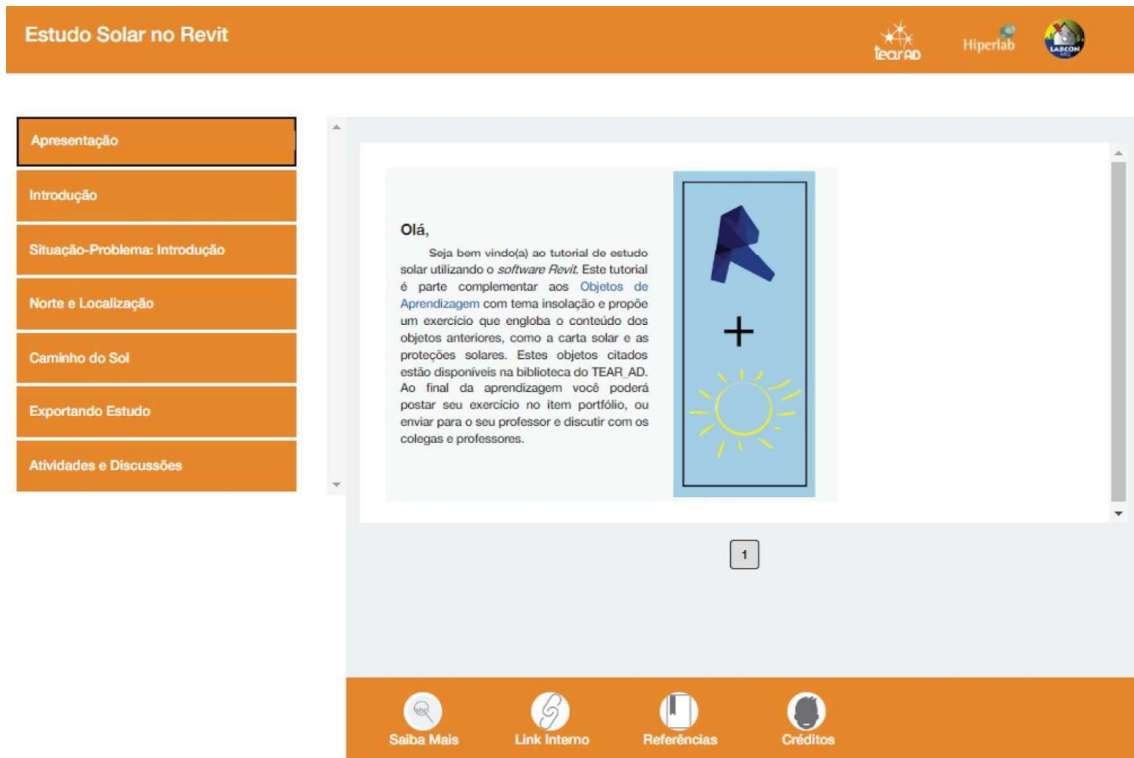 Estudo Solar no Revit
tear AD
Hiperlab
LABCON
Apresentação
Introdução
Situação-Problema: Introdução
Norte e Localização
Caminho do Sol
Exportando Estudo
Atividades e Discussões
Olá,
Seja bem vindo(a) ao tutorial de estudo
solar utilizando o software Revit. Este tutorial
é parte complementar aos Objetos de
Aprendizagem com tema insolação e propõe
um exercício que engloba o conteúdo dos
objetos anteriores, como a carta solar e as
proteções solares. Estes objetos citados
estão disponíveis na biblioteca do TEAR_AD.
Ao final da aprendizagem você poderá
postar seu exercício no item portfólio, ou
enviar para o seu professor e discutir com os
colegas e professores.
1
Saiba Mais
Link Interno
Referências
Créditos